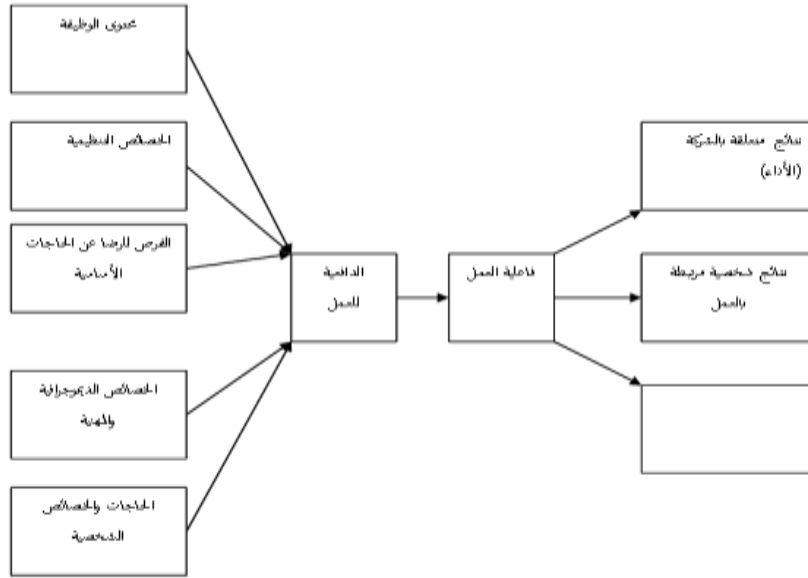 محتوى الوظيفة
الخصائص التنظيمية
الفرص للرضا عن الحاجات
الأساسية
الخصائص الديموجرافية
والمهنية
الحاجات والخصائص
الشخصية
الدافعية
للعمل
فاعلية العمل
نتائج متعلقة بالشركة
(الأداء)
نتائج شخصية مرتبطة
بالعمل